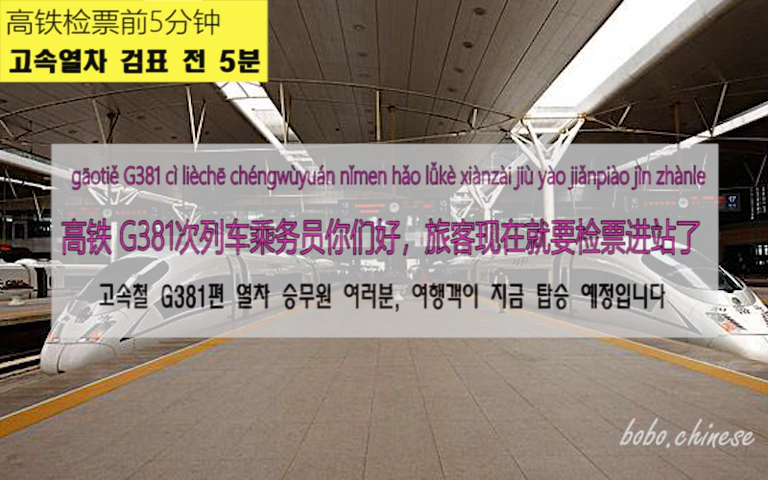 高铁检票前5分钟
고속열차 검표 전 5분
gāotiě G381 cì lièchē chéngwùyuán nǐmen hǎo lǚkè xiànzài jiù yào jiǎnpiào jìn zhànle
高铁 G381次列车乘务员你们好，旅客现在就要检票进站了
고속철 G381편 열차 승무원 여러분, 여행객이 지금 탑승 예정입니다
17
和谐
bobo.chinese